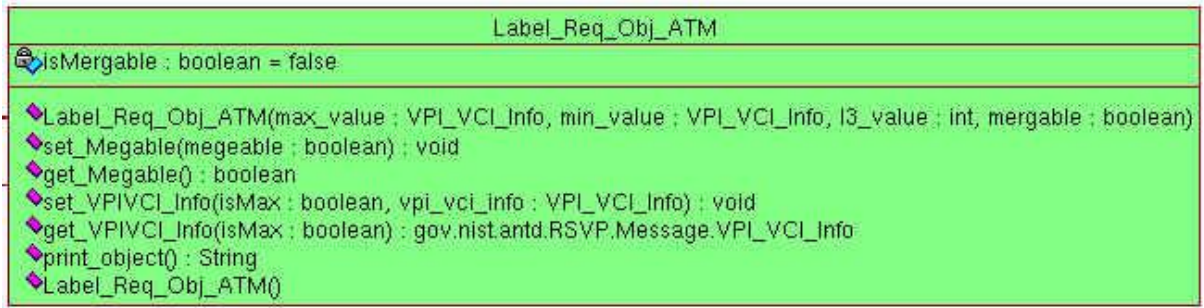 Label_Req_Obj_ATM
isMergable : boolean = false
Label_Req_Obj_ATM(max_value : VPI_VCI_Info, min_value : VPI_VCI_Info, l3_value : int, mergable : boolean)
set_Megable(megeable : boolean) : void
get_Megable() : boolean
set_VPIVCI_Info(isMax : boolean, vpi_vci_info : VPI_VCI_Info) : void
get_VPIVCI_Info(isMax : boolean) : gov.nist.antd.RSVP.Message.VPI_VCI_Info
print_object() : String
Label_Req_Obj_ATM()